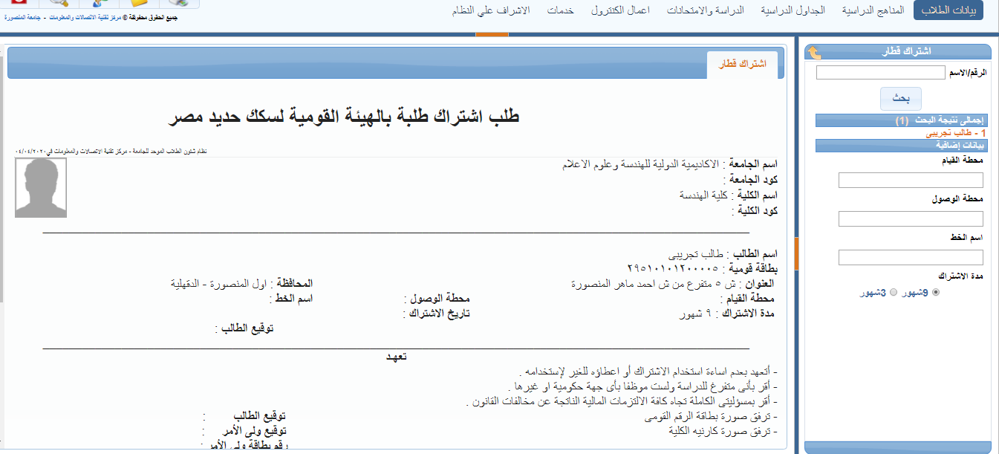 بيانات الطلاب المناهج الدراسية الجداول الدراسية الدراسة والامتحانات اعمال الكنترول خدمات الاشراف علي النظام
جميع الحقوق محفوظة © مركز تقنية الاتصالات والمعلومات - جامعة المنصورة
اشتراك قطار
الرقم/الاسم
بحث
إجمالى نتيجة البحث (1)
1 - طالب تجريبى
بيانات إضافية
محطة القيام
محطة الوصول
اسم الخط
مدة الاشتراك
9شهور 3شهور
اشتراك قطار
طلب اشتراك طلبة بالهيئة القومية لسكك حديد مصر
نظام شئون الطلاب الموحد للجامعة - مركز تقنية الاتصالات والمعلومات في٠٤/٠٤/٢٠٢٠
اسم الجامعة : الاكاديمية الدولية للهندسة وعلوم الاعلام
كود الجامعة :
اسم الكلية : كلية الهندسة
كود الكلية :
اسم الطالب : طالب تجريبى
بطاقة قومية : ٢٩٥١٠١٠١٢٠٠٠٠٥
العنوان : ش ٥ متفرع من ش احمد ماهر المنصورة المحافظة : اول المنصورة - الدقهلية
محطة القيام : محطة الوصول : اسم الخط :
مدة الاشتراك : ٩ شهور تاريخ الاشتراك :
توقيع الطالب :
تعهد
- أتعهد بعدم اساءة استخدام الاشتراك أو اعطاؤه للغير لإستخدامه .
- أقر بأنى متفرغ للدراسة ولست موظفا بأى جهة حكومية او غيرها .
- أقر بمسؤليتى الكاملة تجاه كافة الالتزمات المالية الناتجة عن مخالفات القانون .
- ترفق صورة بطاقة الرقم القومى توقيع الطالب :
- ترفق صورة كارنيه الكلية توقيع ولى الأمر :
رقم بطاقة ولى الأمر :